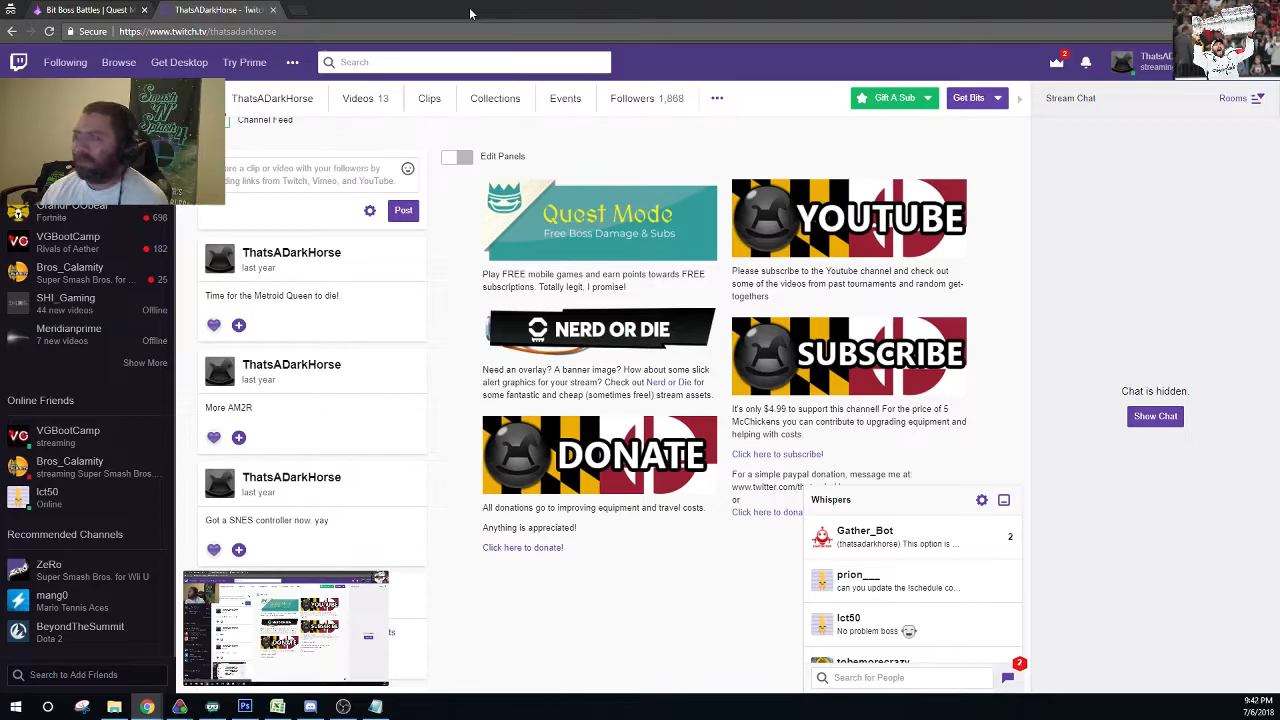 Bit Boss Battles | Quest M
ThatsADarkHorse - Twitc
Secure https://www.twitch.tv/thatsadarkhorse
Following Browse Get Desktop Try Prime
Search
2
ThatsAD
streaming
ThatsADarkHorse Videos 13 Clips Collections Events Followers 1,868
Gift A Sub Get Bits
Stream Chat Rooms
Channel Feed
are a clip or video with your followers by
ding links from Twitch, Vimeo, and YouTube.
Post
ThatsADarkHorse
last year
Time for the Metroid Queen to die!
ThatsADarkHorse
last year
More AM2R
ThatsADarkHorse
last year
Got a SNES controller now. yay
Fortnite 696
VGBootCamp
Rivals of Aether 182
Bros_Calamity
Super Smash Bros. for ... 25
SHI_Gaming
44 new videos Offline
Meridianprime
7 new videos Offline
Show More
Online Friends
VGBootCamp
streaming
Bros_Calamity
streaming Super Smash Bros....
lct50
Online
Recommended Channels
ZeRo
Super Smash Bros. for Wii U
mang0
Mario Tennis Aces
BeyondTheSummit
Dota 2
Search to Add Friends
Edit Panels
Quest Mode
Free Boss Damage & Subs
Play FREE mobile games and earn points towards FREE
subscriptions. Totally legit, I promise!
NERD OR DIE
Need an overlay? A banner image? How about some slick
alert graphics for your stream? Check out Nerd or Die for
some fantastic and cheap (sometimes free) stream assets.
DONATE
All donations go to improving equipment and travel costs.
Anything is appreciated!
Click here to donate!
YOUTUBE
Please subscribe to the Youtube channel and check out
some of the videos from past tournaments and random get-
togethers
SUBSCRIBE
It's only $4.99 to support this channel! For the price of 5
McChickens you can contribute to upgrading equipment and
helping with costs.
Click here to subscribe!
For a simple paypal donation, message me at:
or
Click here to dona
Whispers
Gather_Bot
(thatsadarkhorse) This option is ... 2
prion___
can you update the !schedule co...
lct50
No problem boss
tobemorecrazy
Search for People
2
Chat is hidden.
Show Chat
9:42 PM
7/6/2018